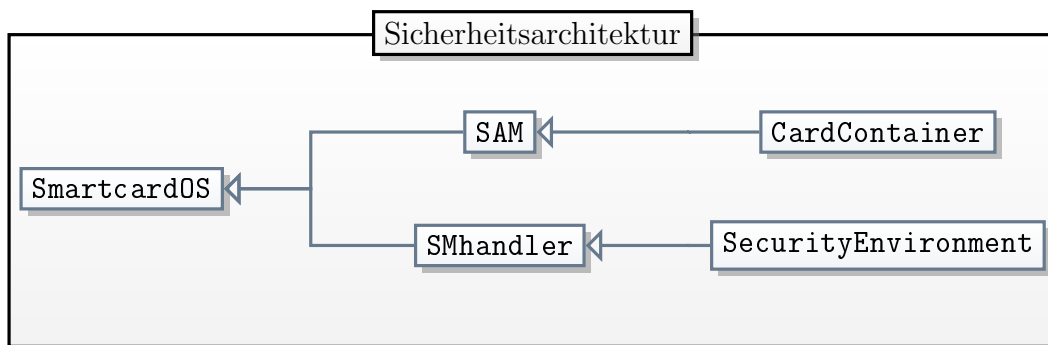 Sicherheitsarchitektur
SAM
CardContainer
SmartcardOS
SMhandler
SecurityEnvironment